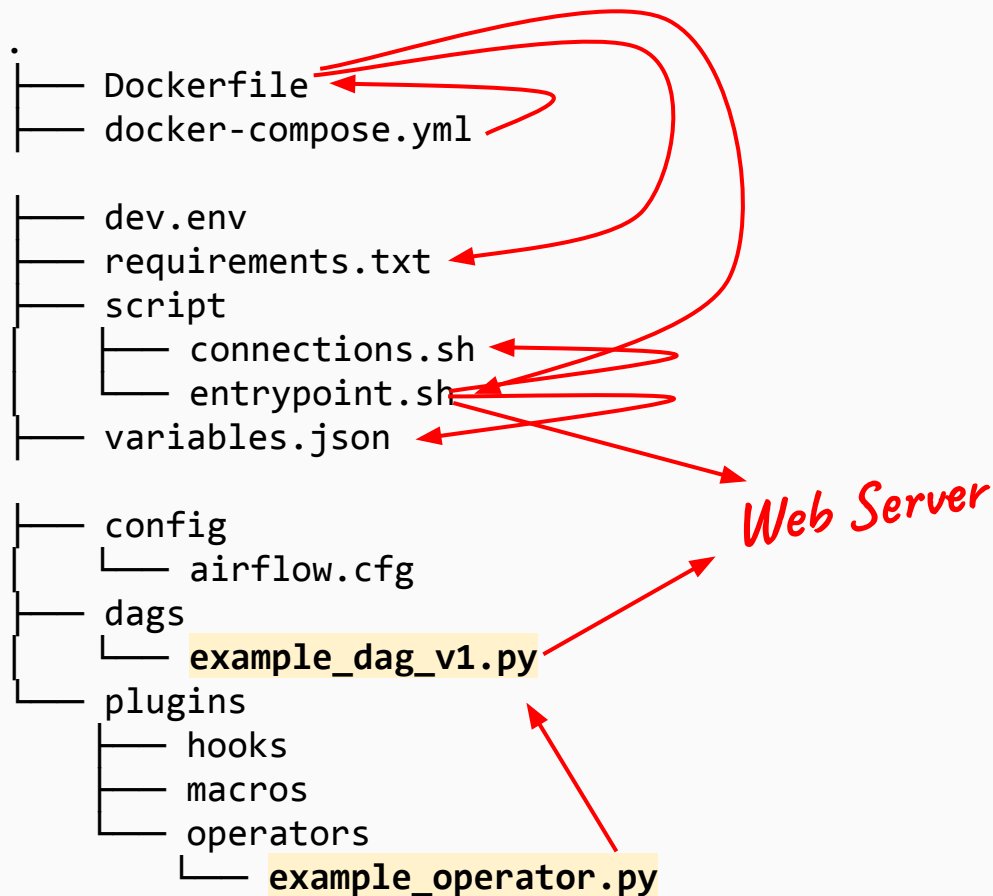 .
├── Dockerfile
├── docker-compose.yml
├── dev.env
├── requirements.txt
├── script
│   ├── connections.sh
│   ├── entrypoint.sh
├── variables.json
├── config
│   └── airflow.cfg
├── dags
│   └── example_dag_v1.py
└── plugins
    ├── hooks
    ├── macros
    └── operators
        └── example_operator.py
Web Server